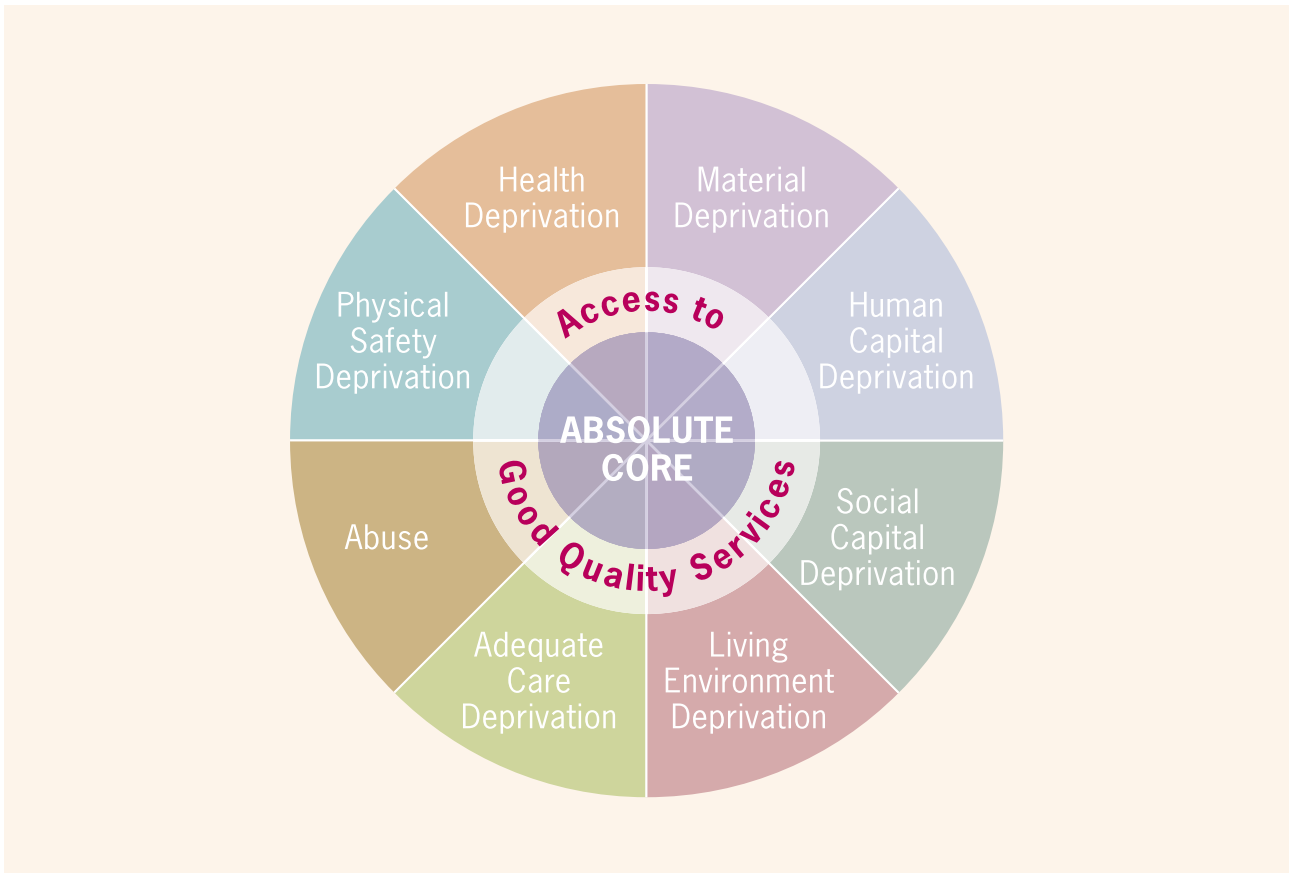 Health
Deprivation
Material
Deprivation
Human
Capital
Deprivation
Social
Capital
Deprivation
Living
Environment
Deprivation
Adequate
Care
Deprivation
Abuse
Physical
Safety
Deprivation
Access to
Good Quality Services
ABSOLUTE
CORE